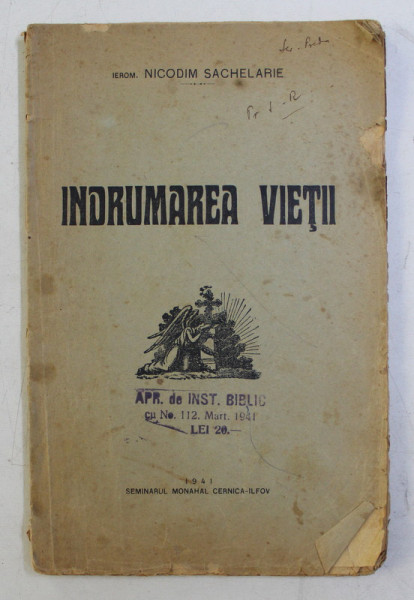 IEROM. NICODIM SACHELARIE
INDRUMAREA VIEȚII
APR. de INST. BIBLIC
cu No. 112. Mart. 1941
LEI 20.—
1941
SEMINARUL MONAHAL CERNICA-ILFOV